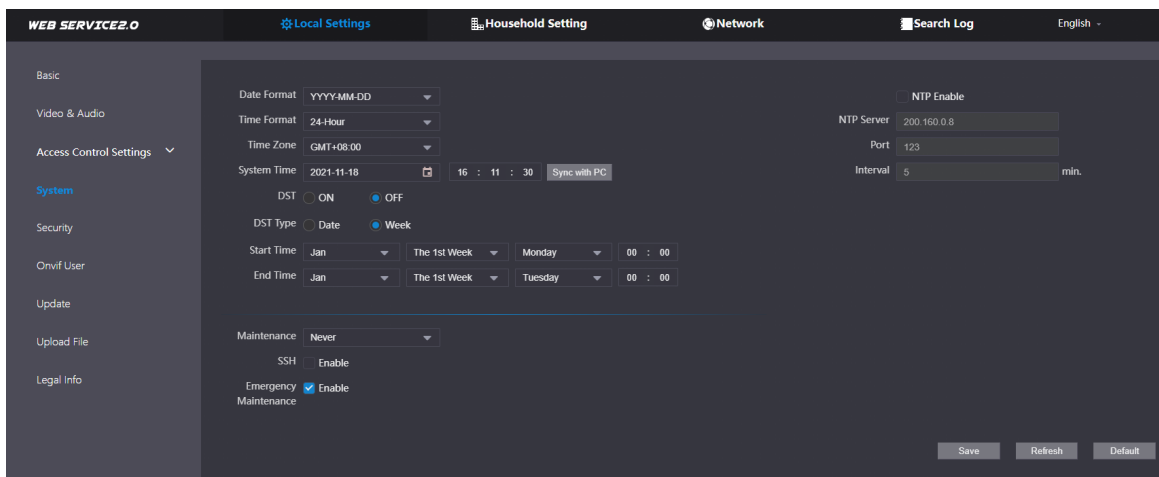 WEB SERVICE2.0 Local Settings Household Setting Network Search Log English
Basic
Video & Audio
Access Control Settings
System
Security
Onvif User
Update
Upload File
Legal Info
Date Format YYYY-MM-DD
Time Format 24-Hour
Time Zone GMT+08:00
System Time 2021-11-18 16 : 11 : 30 Sync with PC
DST ON OFF
DST Type Date Week
Start Time Jan The 1st Week Monday 00 : 00
End Time Jan The 1st Week Tuesday 00 : 00
NTP Enable
NTP Server 200.160.0.8
Port 123
Interval 5 min.
Maintenance Never
SSH Enable
Emergency Enable
Maintenance
Save Refresh Default